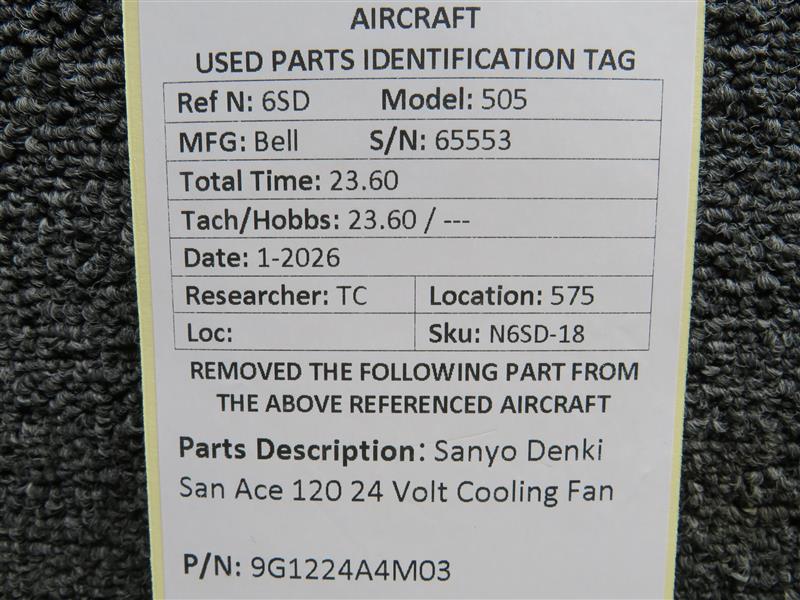 AIRCRAFT
USED PARTS IDENTIFICATION TAG
Ref N: 6SD Model: 505
MFG: Bell S/N: 65553
Total Time: 23.60
Tach/Hobbs: 23.60 / ---
Date: 1-2026
Researcher: TC Location: 575
Loc: Sku: N6SD-18
REMOVED THE FOLLOWING PART FROM
THE ABOVE REFERENCED AIRCRAFT
Parts Description: Sanyo Denki
San Ace 120 24 Volt Cooling Fan
P/N: 9G1224A4M03